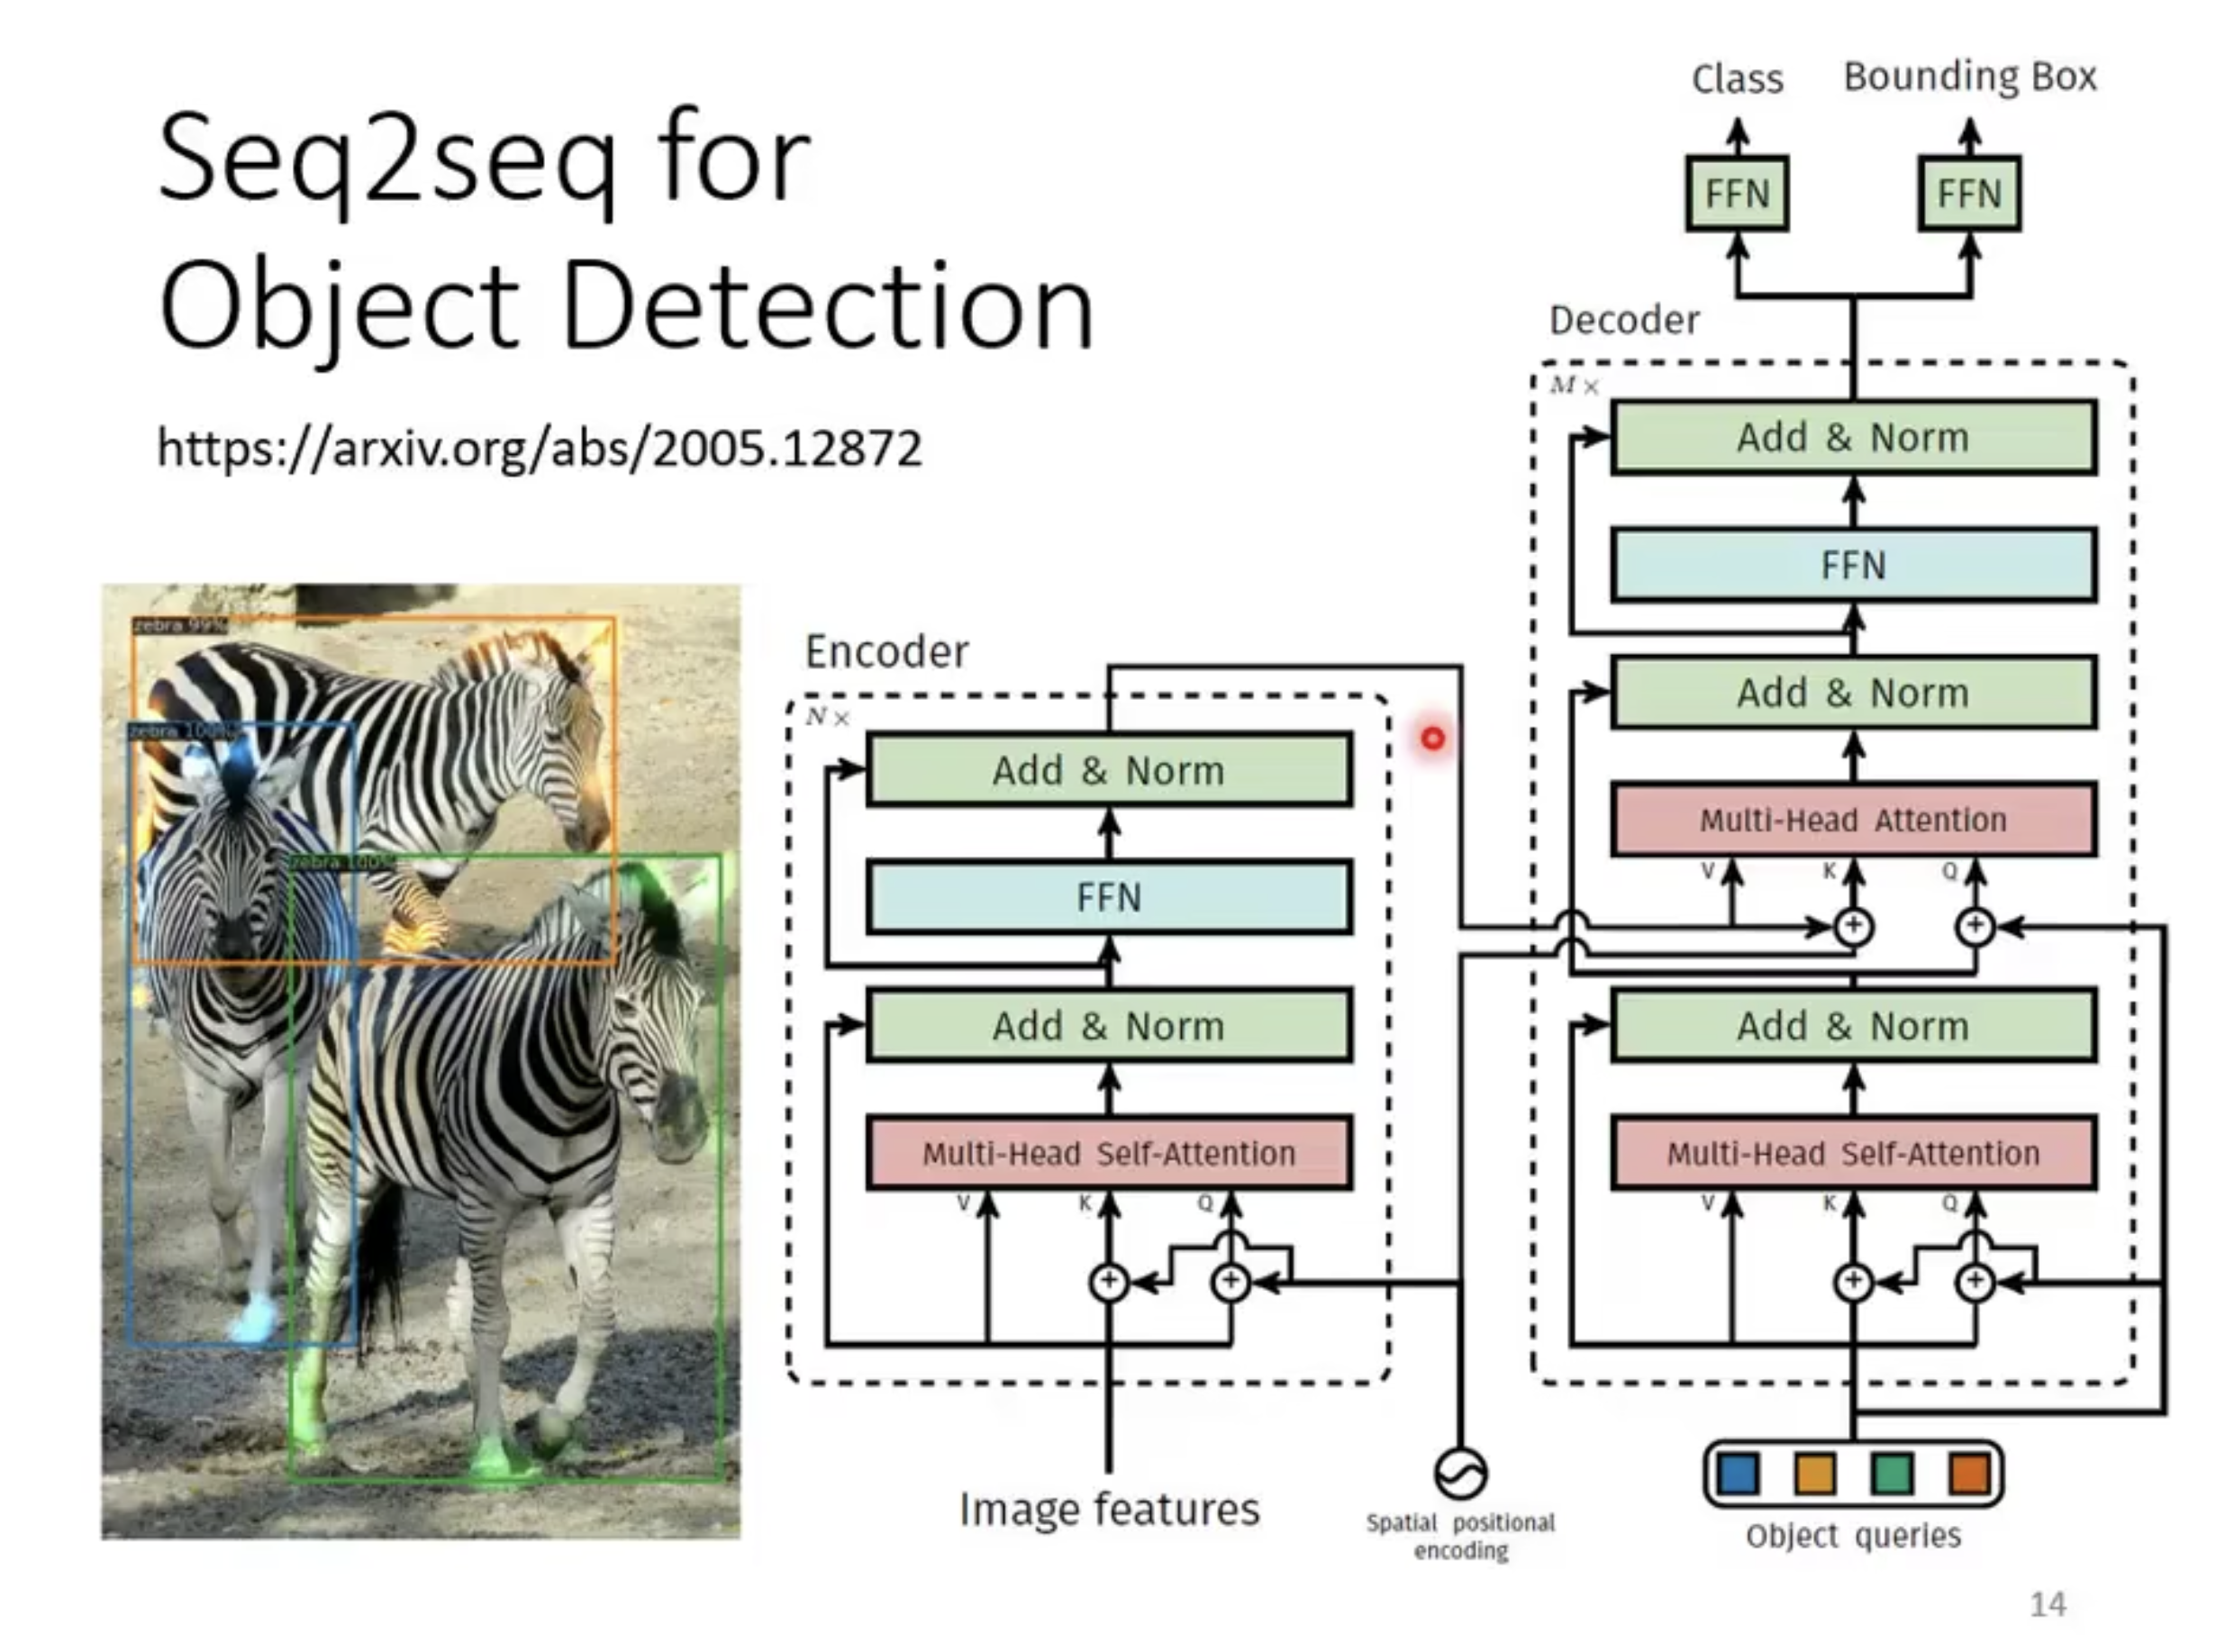 Seq2seq for
Object Detection
https://arxiv.org/abs/2005.12872
zebra 99%
zebra 100%
zebra 100%
Encoder
N×
Add & Norm
FFN
Add & Norm
Multi-Head Self-Attention
V K Q
Image features
Spatial positional
encoding
Class Bounding Box
FFN FFN
Decoder
M×
Add & Norm
FFN
Add & Norm
Multi-Head Attention
V K Q
Add & Norm
Multi-Head Self-Attention
V K Q
Object queries
14